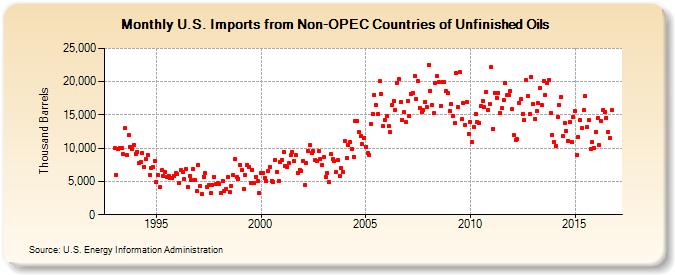 Monthly U.S. Imports from Non-OPEC Countries of Unfinished Oils
Thousand Barrels
25,000
20,000
15,000
10,000
5,000
0
1995 2000 2005 2010 2015
Source: U.S. Energy Information Administration